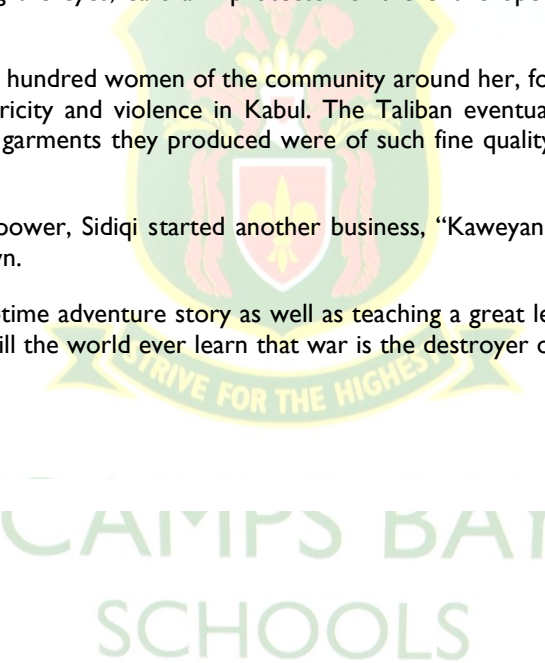 hundred women of the community around her, fo
ricity and violence in Kabul. The Taliban eventua
garments they produced were of such fine quality
power, Sidiqi started another business, "Kaweyan
wn.
time adventure story as well as teaching a great le
ill the world ever learn that war is the destroyer o
STRIVE FOR THE HIGHEST
CAMPS BAY
SCHOOLS